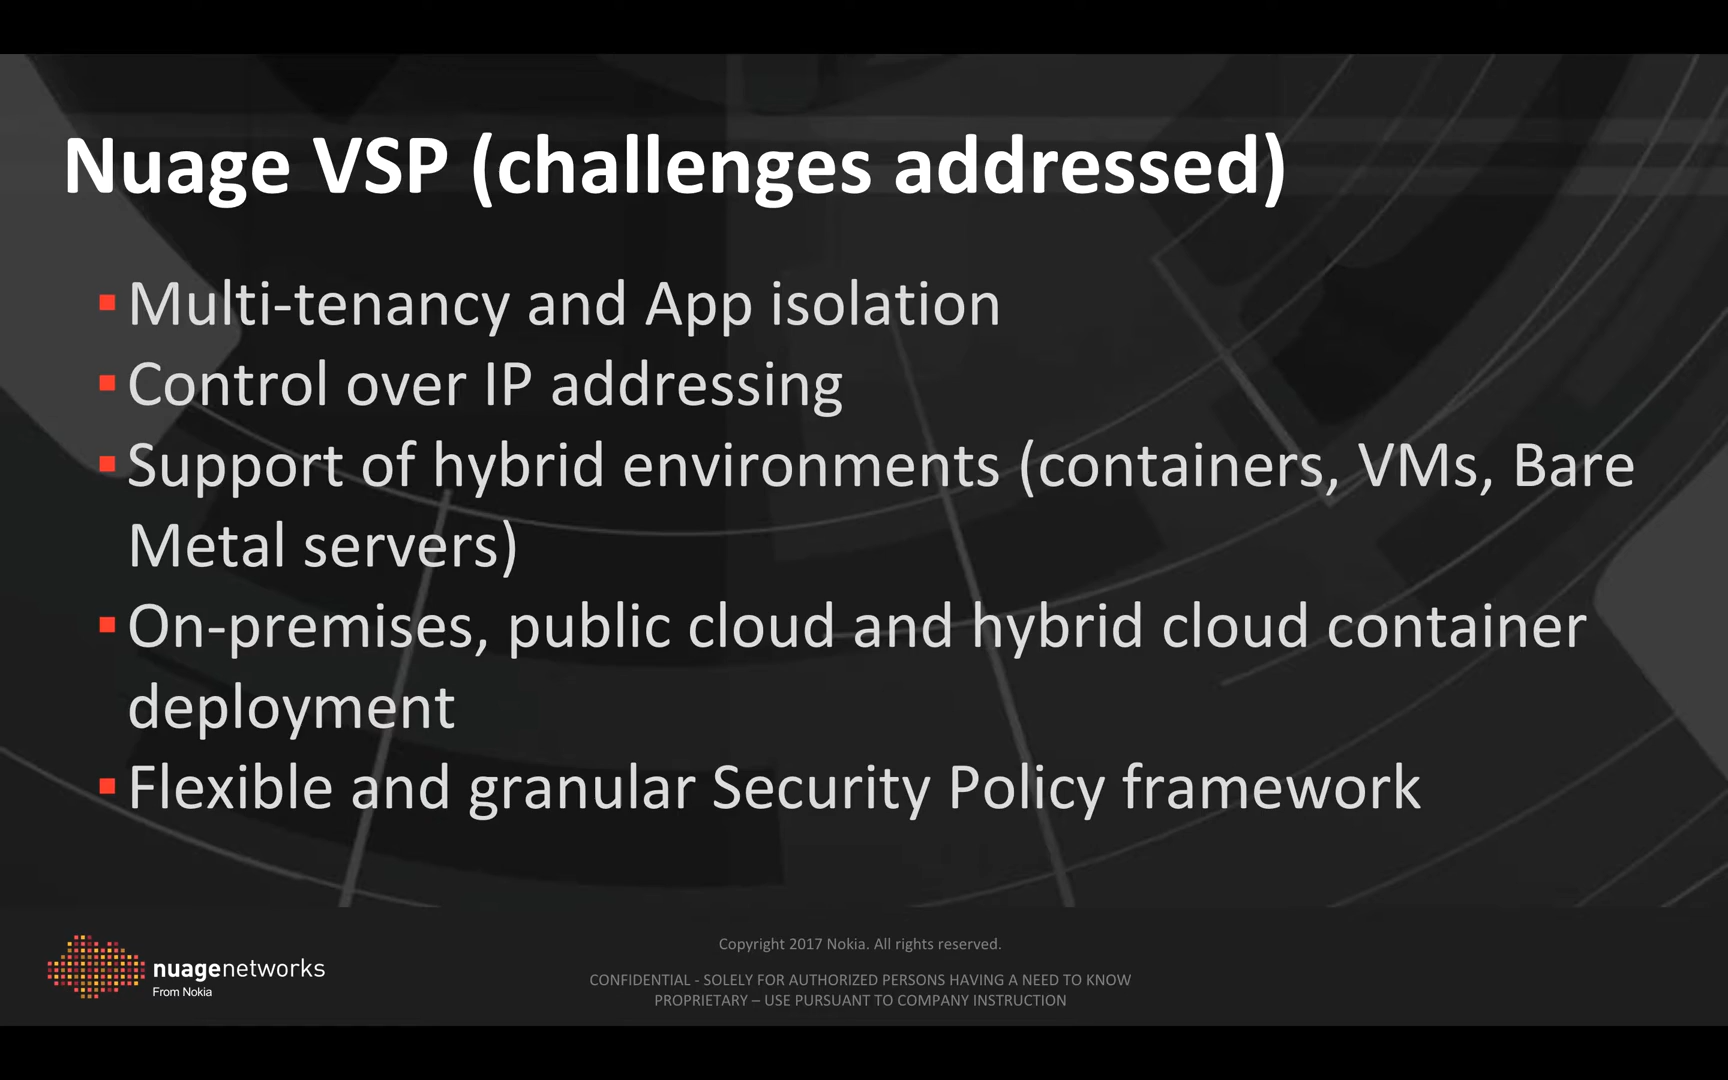 Nuage VSP (challenges addressed)
▪ Multi-tenancy and App isolation
▪ Control over IP addressing
▪ Support of hybrid environments (containers, VMs, Bare
Metal servers)
▪ On-premises, public cloud and hybrid cloud container
deployment
▪ Flexible and granular Security Policy framework
nuagenetworks
From Nokia
Copyright 2017 Nokia. All rights reserved.
CONFIDENTIAL - SOLELY FOR AUTHORIZED PERSONS HAVING A NEED TO KNOW
PROPRIETARY – USE PURSUANT TO COMPANY INSTRUCTION